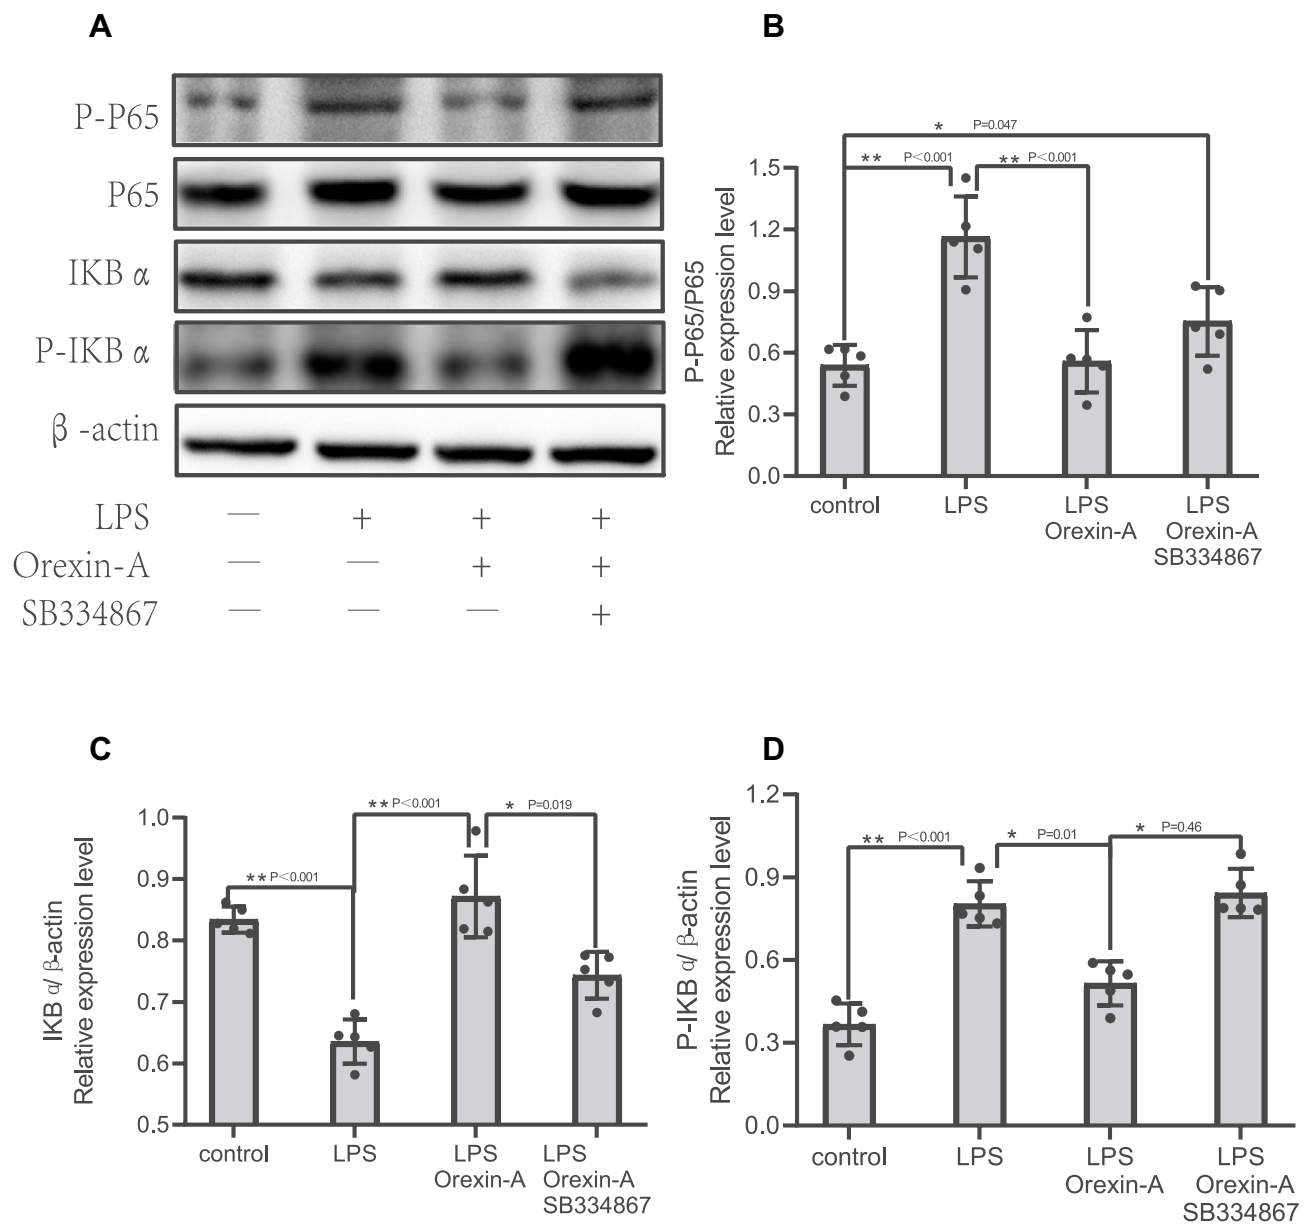 A
P-P65
P65
IKB α
P-IKB α
β -actin
LPS — + + +
Orexin-A — — + +
SB334867 — — — +
B
P-P65/P65
Relative expression level
1.5
1.2
0.9
0.6
0.3
0.0
* P=0.047
** P<0.001
** P<0.001
control
LPS
LPS
Orexin-A
LPS
Orexin-A
SB334867
C
IKB α/ β-actin
Relative expression level
1.0
0.9
0.8
0.7
0.6
0.5
** P<0.001
** P<0.001
* P=0.019
control
LPS
LPS
Orexin-A
LPS
Orexin-A
SB334867
D
P-IKB α/ β-actin
Relative expression level
1.2
0.9
0.6
0.3
0.0
** P<0.001
* P=0.01
* P=0.46
control
LPS
LPS
Orexin-A
LPS
Orexin-A
SB334867